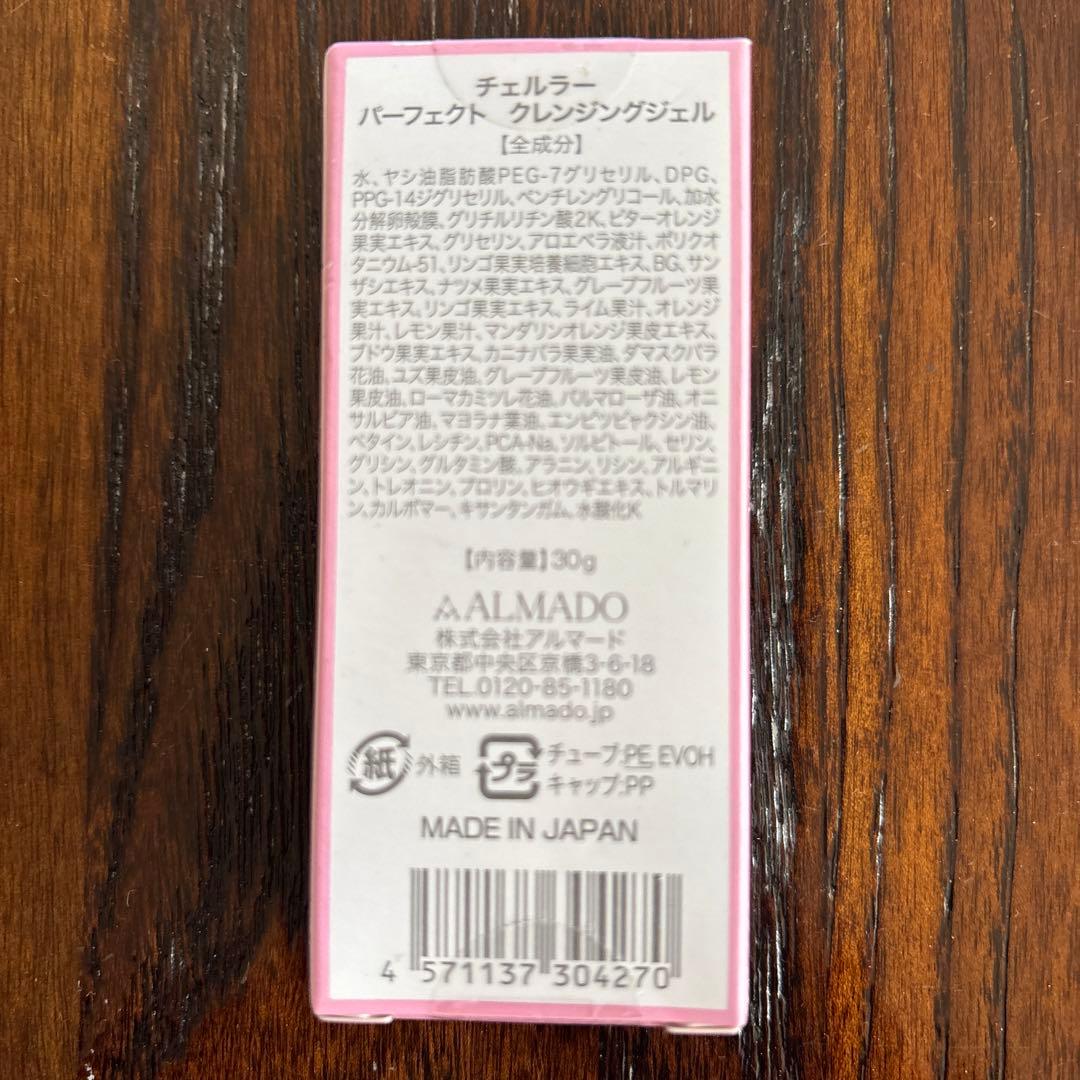 チェルラー
パーフェクト クレンジングジェル
【全成分】
水、ヤシ油脂肪酸PEG-7グリセリル、DPG、
PPG-14ジグリセリル、ペンチレングリコール、加水
分解卵殻膜、グリチルリチン酸2K、ビターオレンジ
果実エキス、グリセリン、アロエベラ液汁、ポリクオ
タニウム-51、リンゴ果実培養細胞エキス、BG、サン
ザシエキス、ナツメ果実エキス、グレープフルーツ果
実エキス、リンゴ果実エキス、ライム果汁、オレンジ
果汁、レモン果汁、マンダリンオレンジ果皮エキス、
ブドウ果実エキス、カニナバラ果実油、ダマスクバラ
花油、ユズ果皮油、グレープフルーツ果皮油、レモン
果皮油、ローマカミツレ花油、パルマローザ油、オニ
サルビア油、マヨラナ葉油、エンピツビャクシン油、
ベタイン、レシチン、PCA-Na、ソルビトール、セリン、
グリシン、グルタミン酸、アラニン、リシン、アルギニ
ン、トレオニン、プロリン、ヒオウギエキス、トルマリ
ン、カルボマー、キサンタンガム、水酸化K
【内容量】30g
ALMADO
株式会社アルマード
東京都中央区京橋3-6-18
TEL.0120-85-1180
www.almado.jp
紙 外箱 プラ チューブ:PE, EVOH
キャップ:PP
MADE IN JAPAN
4 571137 304270